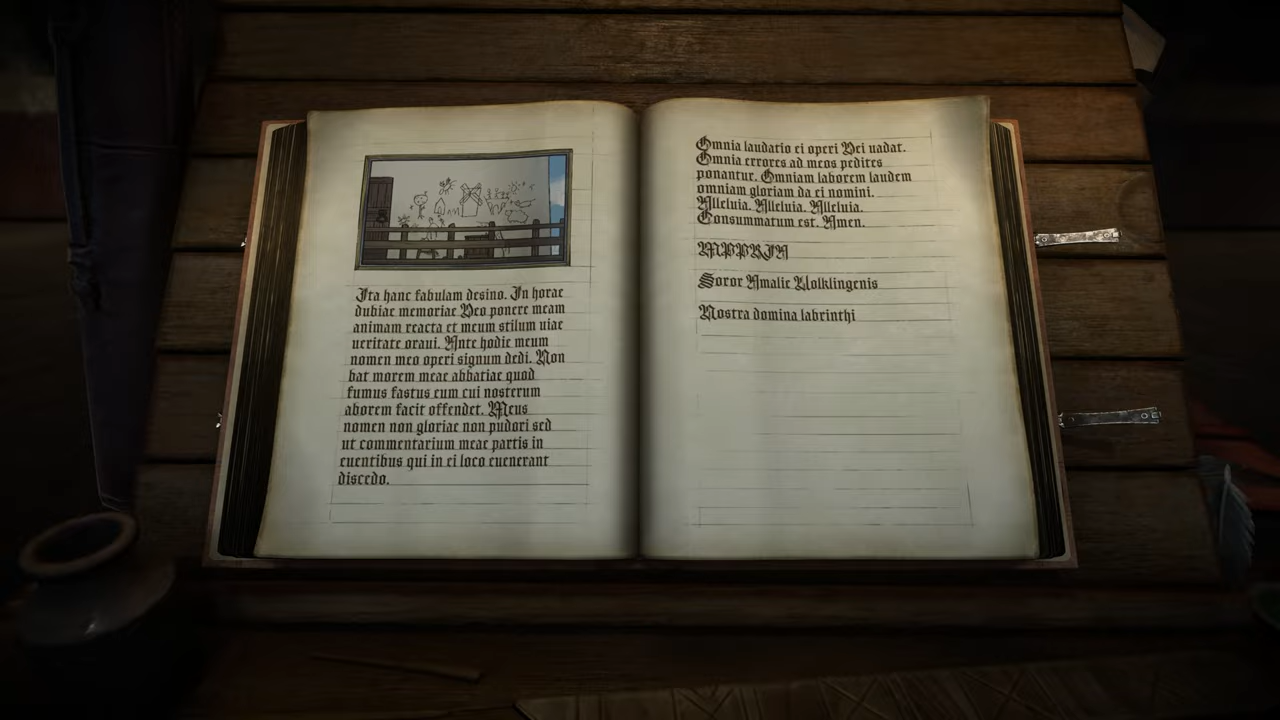 Ita hanc fabulam desino. In horae
dubiae memoriae Deo ponere meam
animam reacta et meum stilum uiae
ueritate oraui. Ante hodie meum
nomen meo operi signum dedi. Non
bat morem meae abbatiae quod
fumus fastus eum cui nosterum
aborem facit offendet. Meus
nomen non gloriae non pudori sed
ut commentarium meae partis in
euentibus qui in ei loco euenerant
discedo.
Omnia laudatio ei operi Dei uadat.
Omnia errores ad meos pedites
ponantur. Omniam laborem laudem
omniam gloriam da ei nomini.
Alleluia. Alleluia. Alleluia.
Consummatum est. Amen.
Soror Amalie Volklingenis
Nostra domina labrinthi